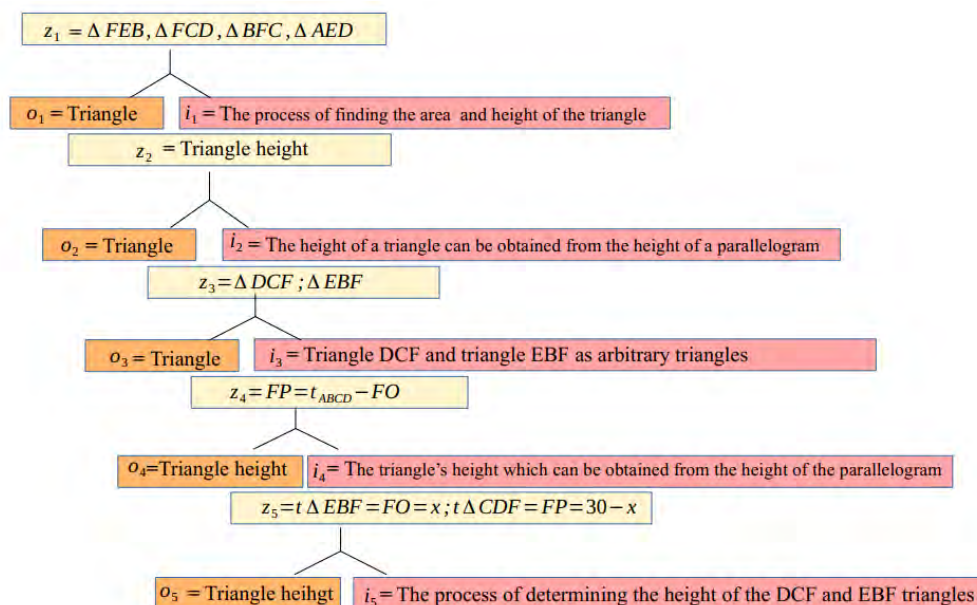 z₁ = Δ FEB, Δ FCD, Δ BFC, Δ AED
o₁ = Triangle
i₁ = The process of finding the area and height of the triangle
z₂ = Triangle height
o₂ = Triangle
i₂ = The height of a triangle can be obtained from the height of a parallelogram
z₃ = Δ DCF ; Δ EBF
o₃ = Triangle
i₃ = Triangle DCF and triangle EBF as arbitrary triangles
z₄ = FP = t_ABCD − FO
o₄=Triangle height
i₄= The triangle's height which can be obtained from the height of the parallelogram
z₅ = t Δ EBF = FO = x ; t Δ CDF = FP = 30 − x
o₅ = Triangle heihgt
i₅ = The process of determining the height of the DCF and EBF triangles